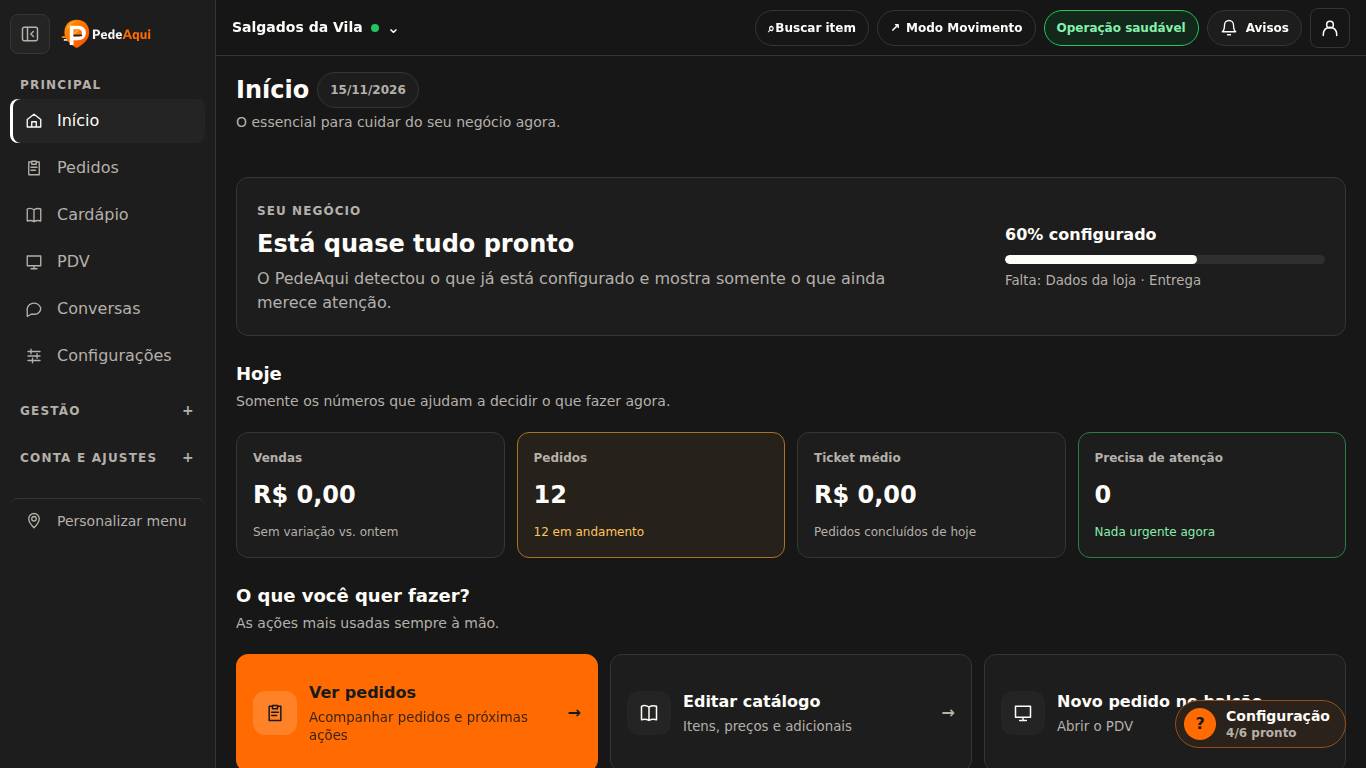 PedeAqui
Salgados da Vila
Buscar item
Modo Movimento
Operação saudável
Avisos
PRINCIPAL
Início
Pedidos
Cardápio
PDV
Conversas
Configurações
GESTÃO +
CONTA E AJUSTES +
Personalizar menu
Início
15/11/2026
O essencial para cuidar do seu negócio agora.
SEU NEGÓCIO
Está quase tudo pronto
O PedeAqui detectou o que já está configurado e mostra somente o que ainda
merece atenção.
60% configurado
Falta: Dados da loja · Entrega
Hoje
Somente os números que ajudam a decidir o que fazer agora.
Vendas
R$ 0,00
Sem variação vs. ontem
Pedidos
12
12 em andamento
Ticket médio
R$ 0,00
Pedidos concluídos de hoje
Precisa de atenção
0
Nada urgente agora
O que você quer fazer?
As ações mais usadas sempre à mão.
Ver pedidos
Acompanhar pedidos e próximas
ações
→
Editar catálogo
Itens, preços e adicionais
→
Novo pedido no balcão
Abrir o PDV
?
Configuração
4/6 pronto